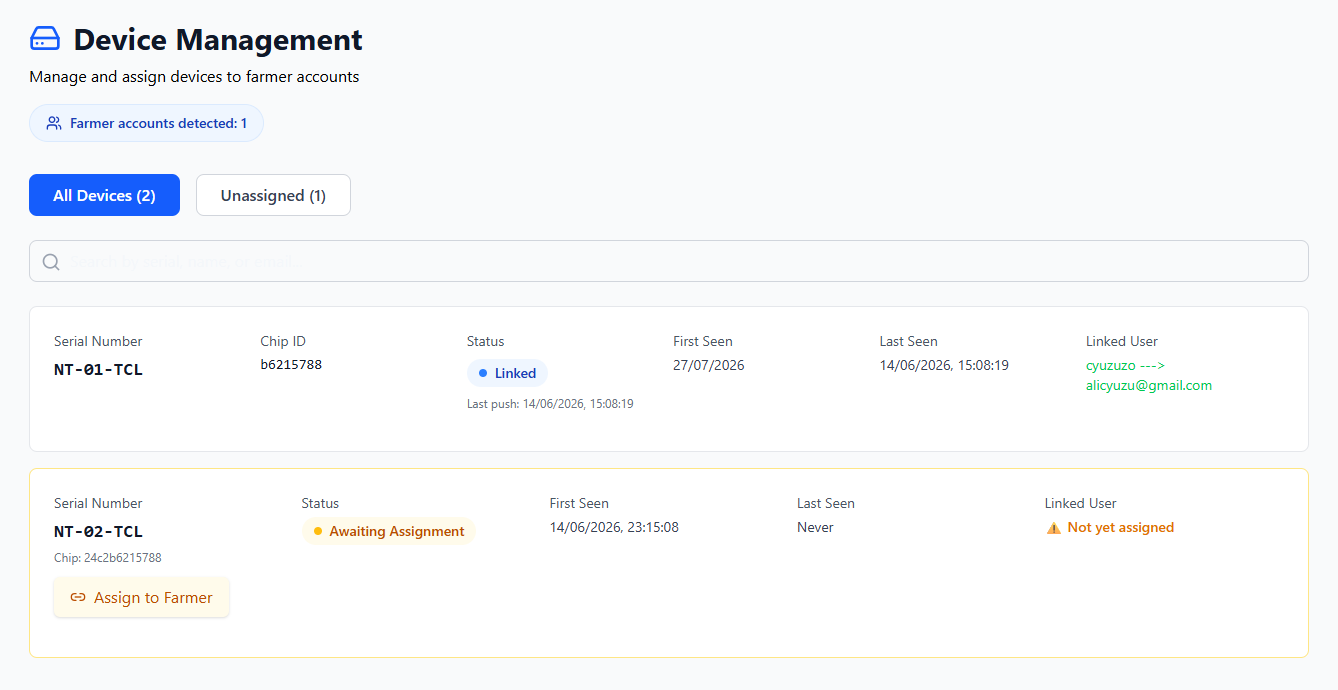 Device Management
Manage and assign devices to farmer accounts
Farmer accounts detected: 1
All Devices (2)
Unassigned (1)
Serial Number
NT-01-TCL
Chip ID
b6215788
Status
Linked
Last push: 14/06/2026, 15:08:19
First Seen
27/07/2026
Last Seen
14/06/2026, 15:08:19
Linked User
cyuzuzo --->
alicyuzu@gmail.com
Serial Number
NT-02-TCL
Chip: 24c2b6215788
Assign to Farmer
Status
Awaiting Assignment
First Seen
14/06/2026, 23:15:08
Last Seen
Never
Linked User
Not yet assigned